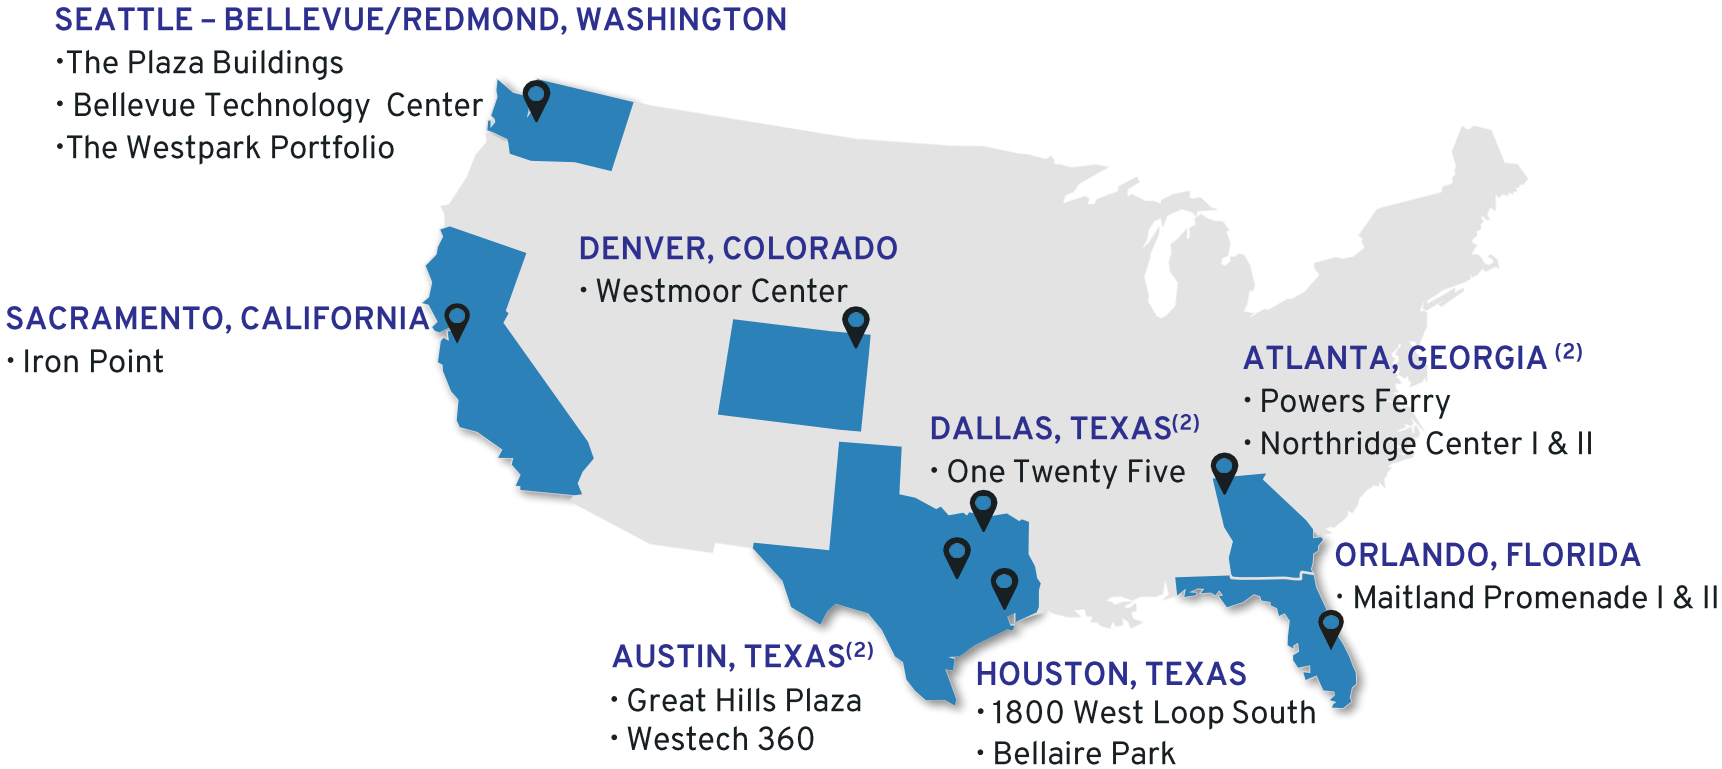 SEATTLE – BELLEVUE/REDMOND, WASHINGTON
•The Plaza Buildings
• Bellevue Technology Center
•The Westpark Portfolio
SACRAMENTO, CALIFORNIA
• Iron Point
DENVER, COLORADO
• Westmoor Center
DALLAS, TEXAS(2)
• One Twenty Five
ATLANTA, GEORGIA (2)
• Powers Ferry
• Northridge Center I & II
ORLANDO, FLORIDA
• Maitland Promenade I & II
AUSTIN, TEXAS(2)
• Great Hills Plaza
• Westech 360
HOUSTON, TEXAS
• 1800 West Loop South
• Bellaire Park